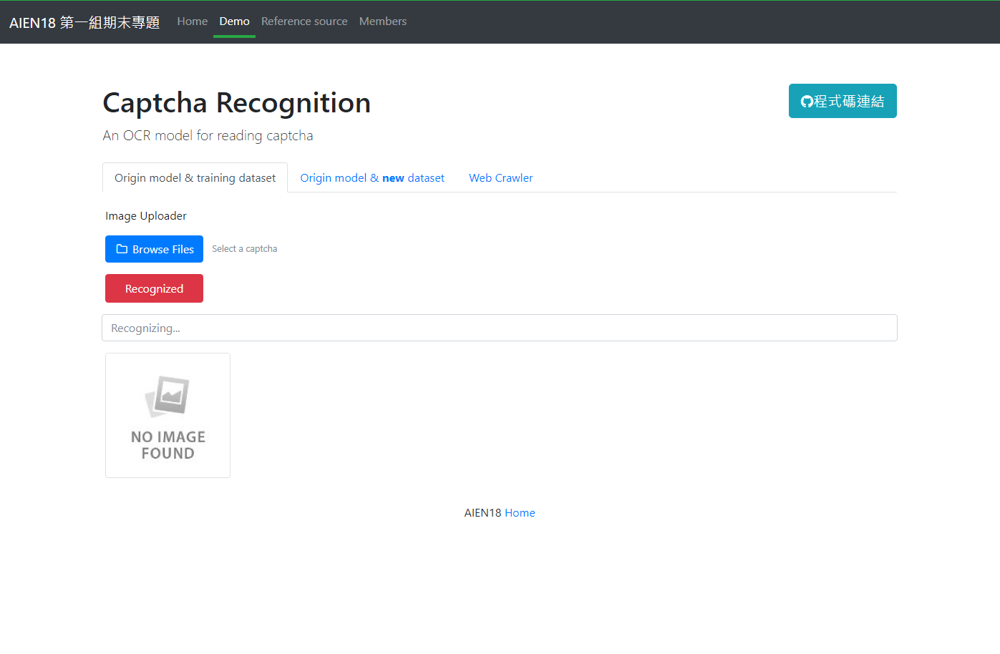 AIEN18 第一組期末專題 Home Demo Reference source Members
Captcha Recognition
程式碼連結
An OCR model for reading captcha
Origin model & training dataset Origin model & new dataset Web Crawler
Image Uploader
Browse Files Select a captcha
Recognized
Recognizing...
NO IMAGE
FOUND
AIEN18 Home